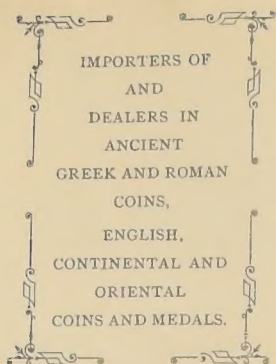 IMPORTERS OF
AND
DEALERS IN
ANCIENT
GREEK AND ROMAN
COINS,
ENGLISH,
CONTINENTAL AND
ORIENTAL
COINS AND MEDALS.